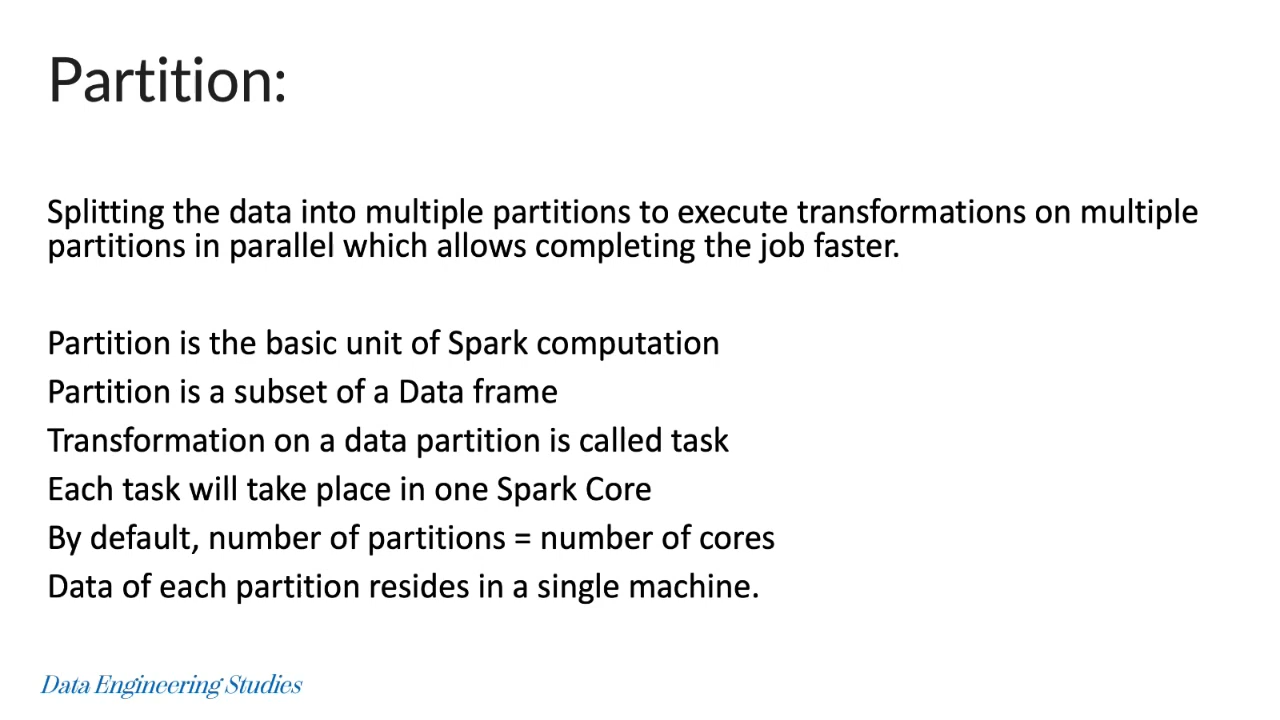 Partition:
Splitting the data into multiple partitions to execute transformations on multiple
partitions in parallel which allows completing the job faster.
Partition is the basic unit of Spark computation
Partition is a subset of a Data frame
Transformation on a data partition is called task
Each task will take place in one Spark Core
By default, number of partitions = number of cores
Data of each partition resides in a single machine.
Data Engineering Studies